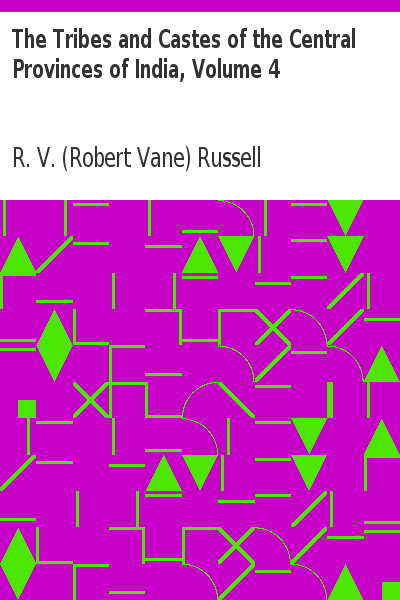 The Tribes and Castes of the Central
Provinces of India, Volume 4
R. V. (Robert Vane) Russell